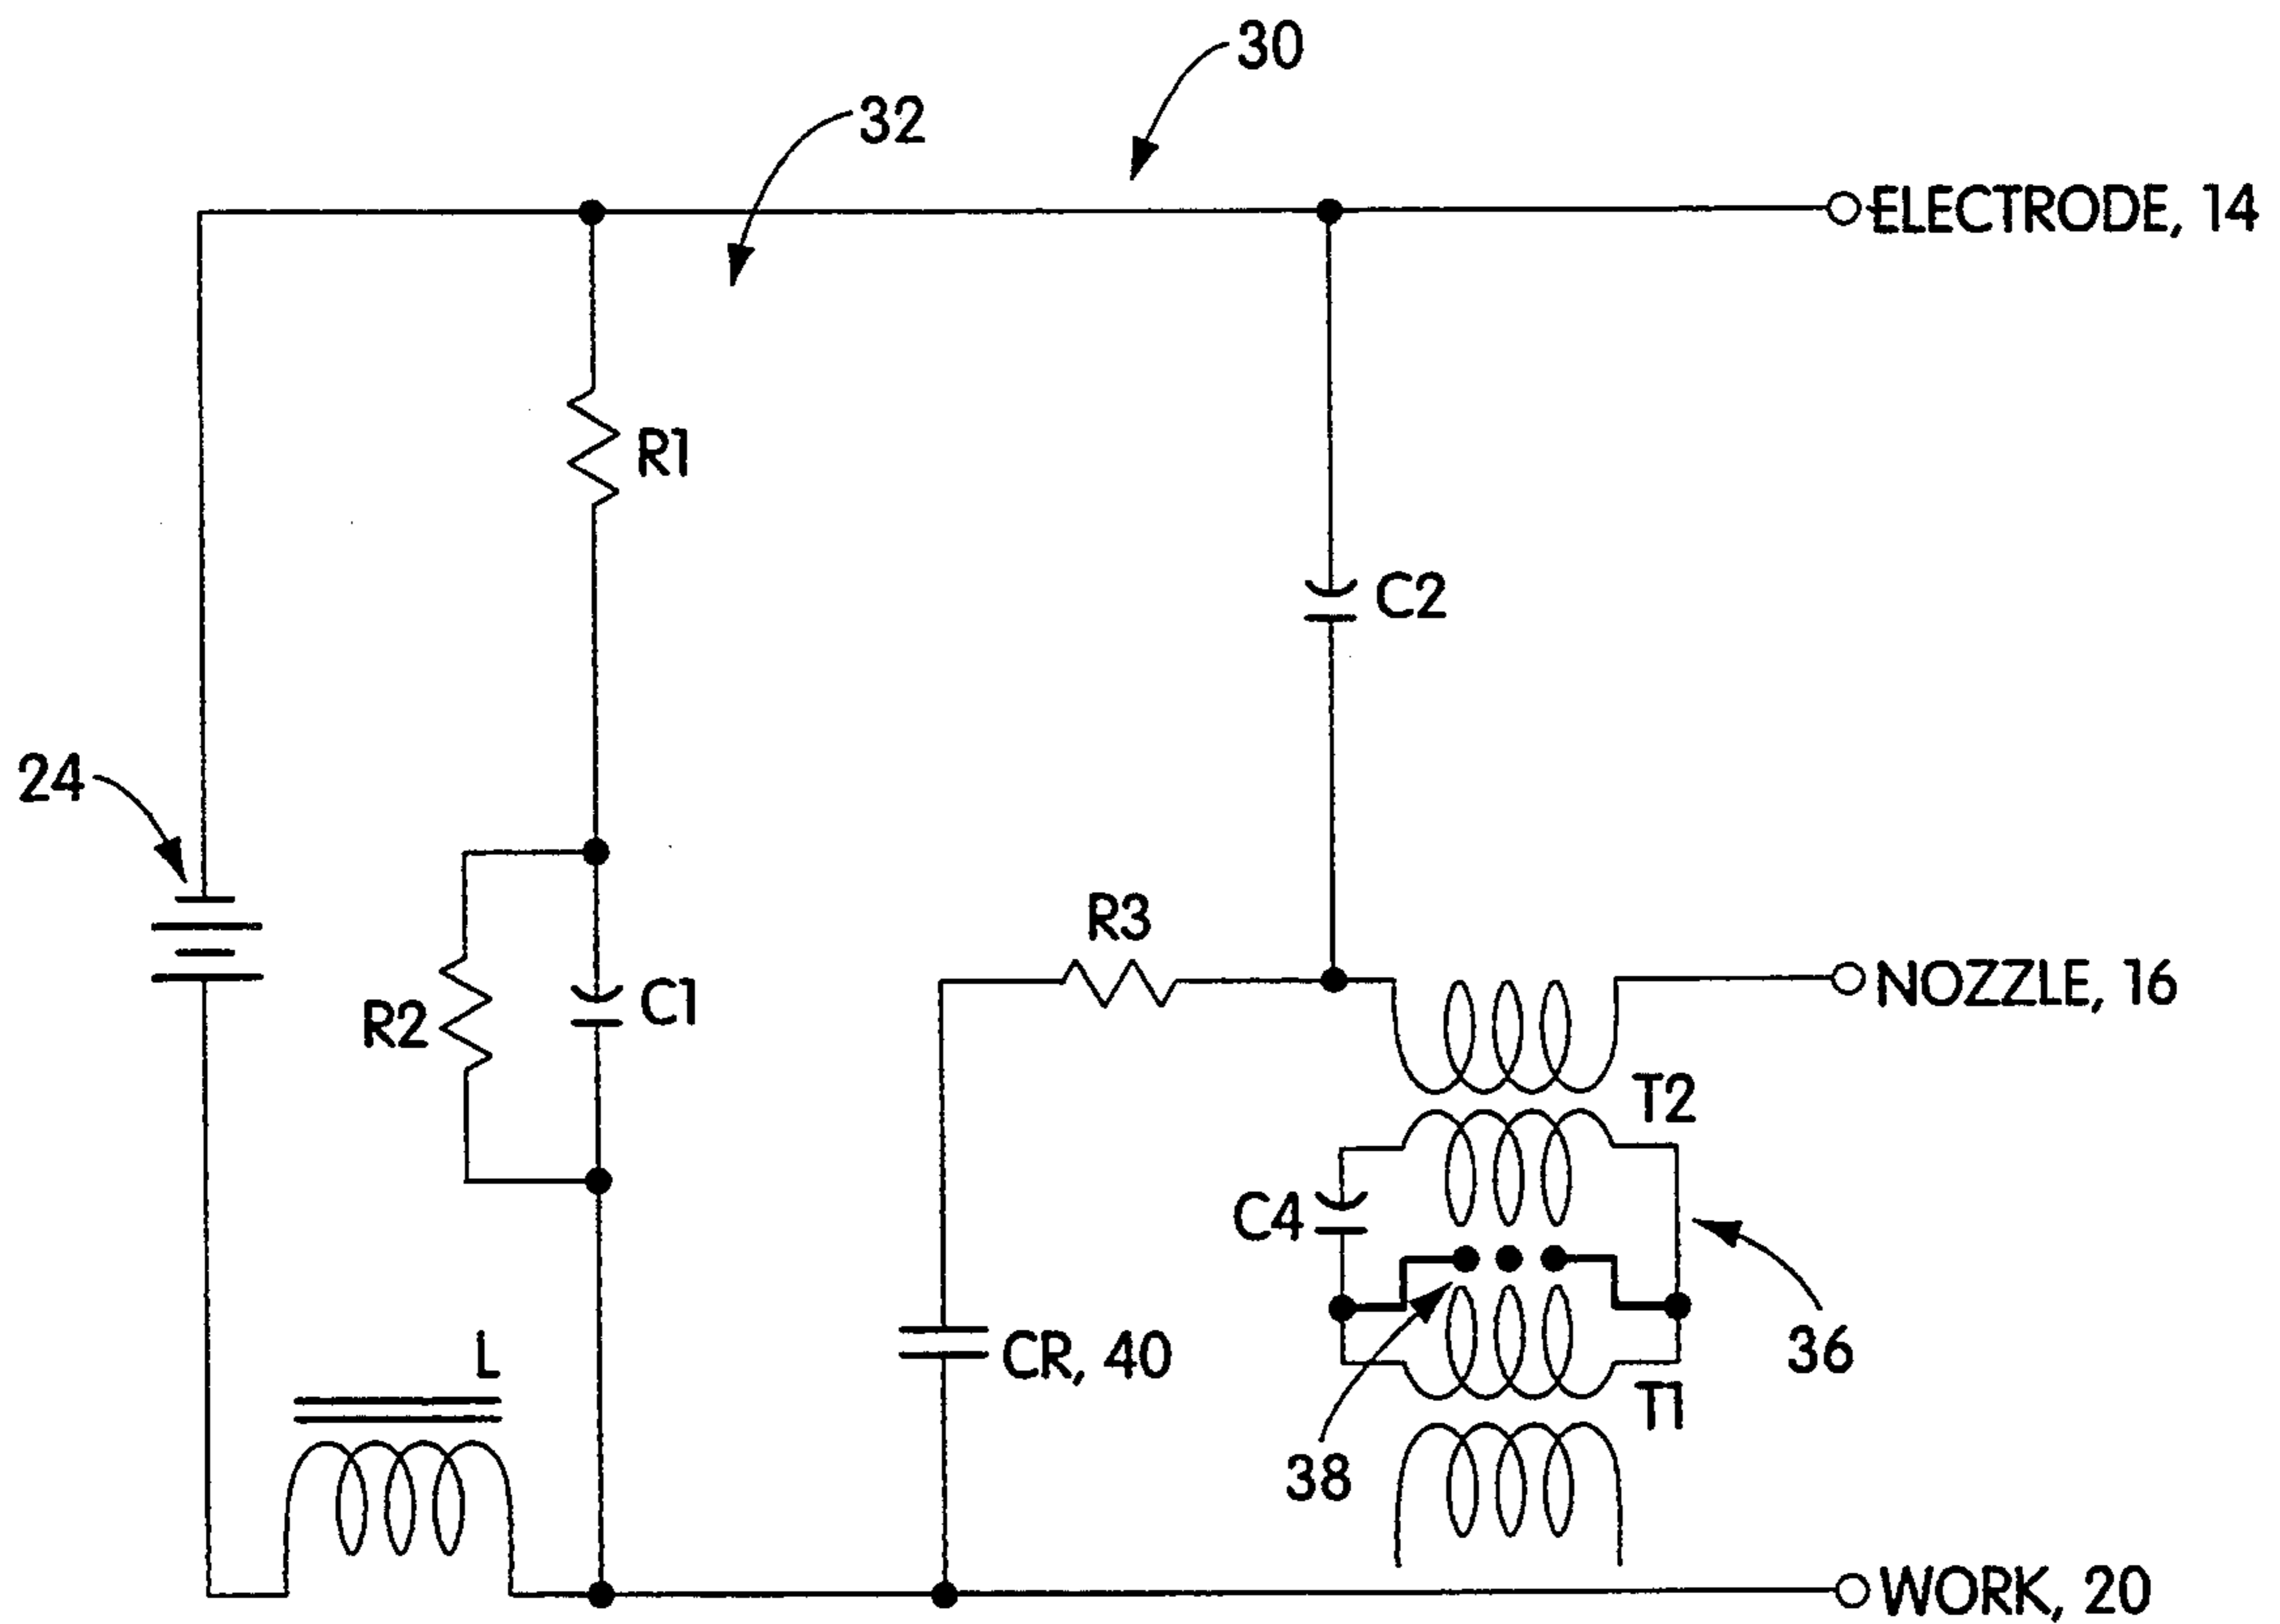 30
32
ELECTRODE, 14
R1
C2
24
R3
NOZZLE, 16
C1
R2
T2
C4
L
CR, 40
36
T1
38
WORK, 20